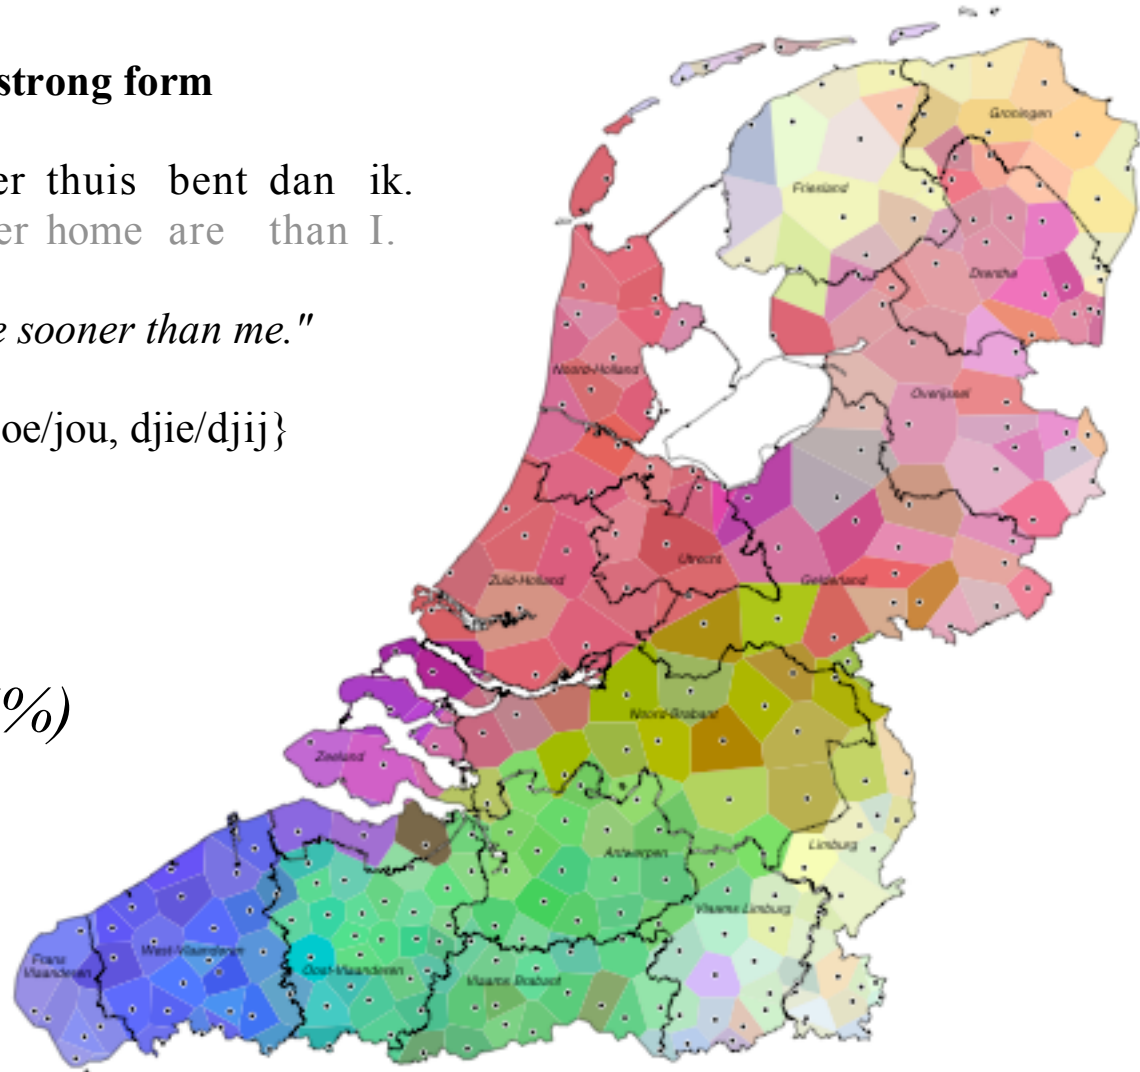 strong form
er thuis bent dan ik.
er home are than I.
e sooner than me."
oe/jou, djie/djij}
%)
Groningen
Friesland
Drenthe
Noord-Holland
Overijssel
Utrecht
Zuid-Holland
Gelderland
Noord-Brabant
Zeeland
Antwerpen
Limburg
Vlaams Limburg
West-Vlaanderen
Frans
Vlaanderen
Oost-Vlaanderen
Vlaams Brabant